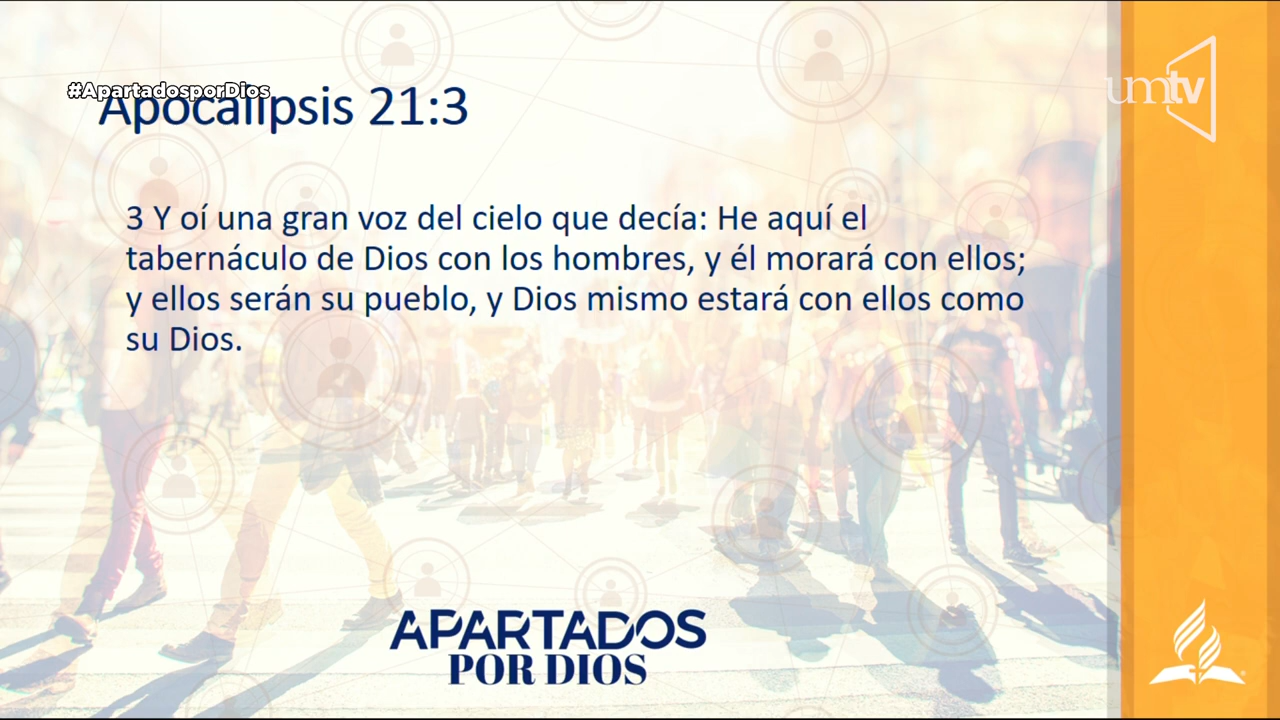 #ApartadosporDios
Apocalipsis 21:3
umtv
3 Y oí una gran voz del cielo que decía: He aquí el
tabernáculo de Dios con los hombres, y él morará con ellos;
y ellos serán su pueblo, y Dios mismo estará con ellos como
su Dios.
APARTADOS
POR DIOS